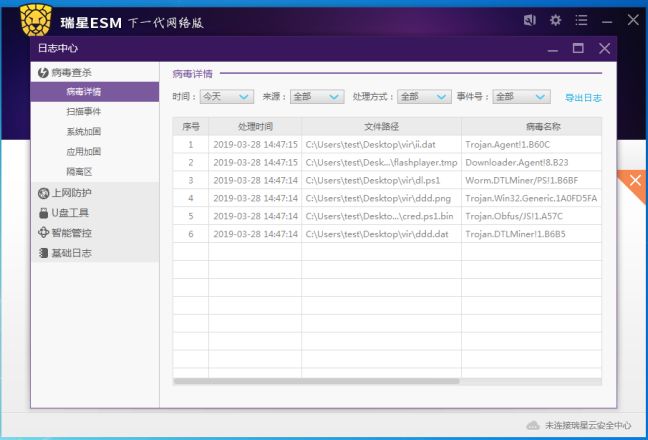 瑞星ESM 下一代网络版
日志中心
病毒查杀
病毒详情
扫描事件
系统加固
应用加固
隔离区
上网防护
U盘工具
智能管控
基础日志
病毒详情
时间： 今天 来源： 全部 处理方式： 全部 事件号： 全部 导出日志
序号 处理时间 文件路径 病毒名称
1 2019-03-28 14:47:15 C:\Users\test\Desktop\vir\ii.dat Trojan.Agent!1.B60C
2 2019-03-28 14:47:15 C:\Users\test\Desk...\flashplayer.tmp Downloader.Agent!8.B23
3 2019-03-28 14:47:14 C:\Users\test\Desktop\vir\dl.ps1 Worm.DTLMiner/PS!1.B6BF
4 2019-03-28 14:47:14 C:\Users\test\Desktop\vir\ddd.png Trojan.Win32.Generic.1A0FD5FA
5 2019-03-28 14:47:14 C:\Users\test\Deskto...\cred.ps1.bin Trojan.Obfus/JS!1.A57C
6 2019-03-28 14:47:14 C:\Users\test\Desktop\vir\ddd.dat Trojan.DTLMiner!1.B6B5
未连接瑞星云安全中心